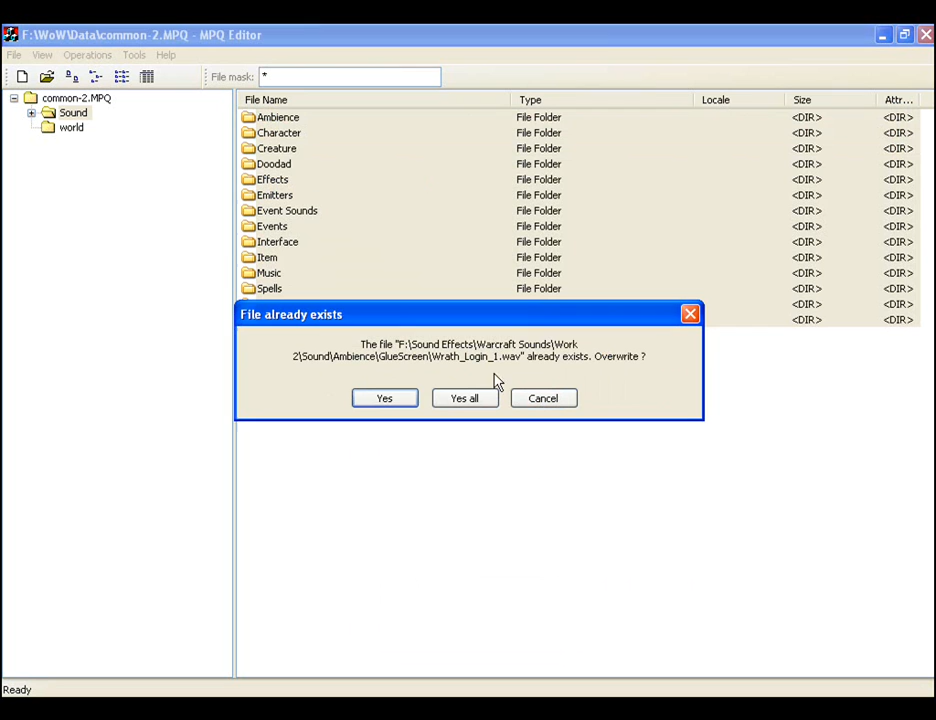 F:\WoW\Data\common-2.MPQ - MPQ Editor
File View Operations Tools Help
File mask: *
common-2.MPQ
Sound
world
File Name Type Locale Size Attr...
Ambience File Folder <DIR> <DIR>
Character File Folder <DIR> <DIR>
Creature File Folder <DIR> <DIR>
Doodad File Folder <DIR> <DIR>
Effects File Folder <DIR> <DIR>
Emitters File Folder <DIR> <DIR>
Event Sounds File Folder <DIR> <DIR>
Events File Folder <DIR> <DIR>
Interface File Folder <DIR> <DIR>
Item File Folder <DIR> <DIR>
Music File Folder <DIR> <DIR>
Spells File Folder <DIR> <DIR>
<DIR> <DIR>
<DIR> <DIR>
File already exists
The file "F:\Sound Effects\Warcraft Sounds\Work
2\Sound\Ambience\GlueScreen\Wrath_Login_1.wav" already exists. Overwrite ?
Yes Yes all Cancel
Ready